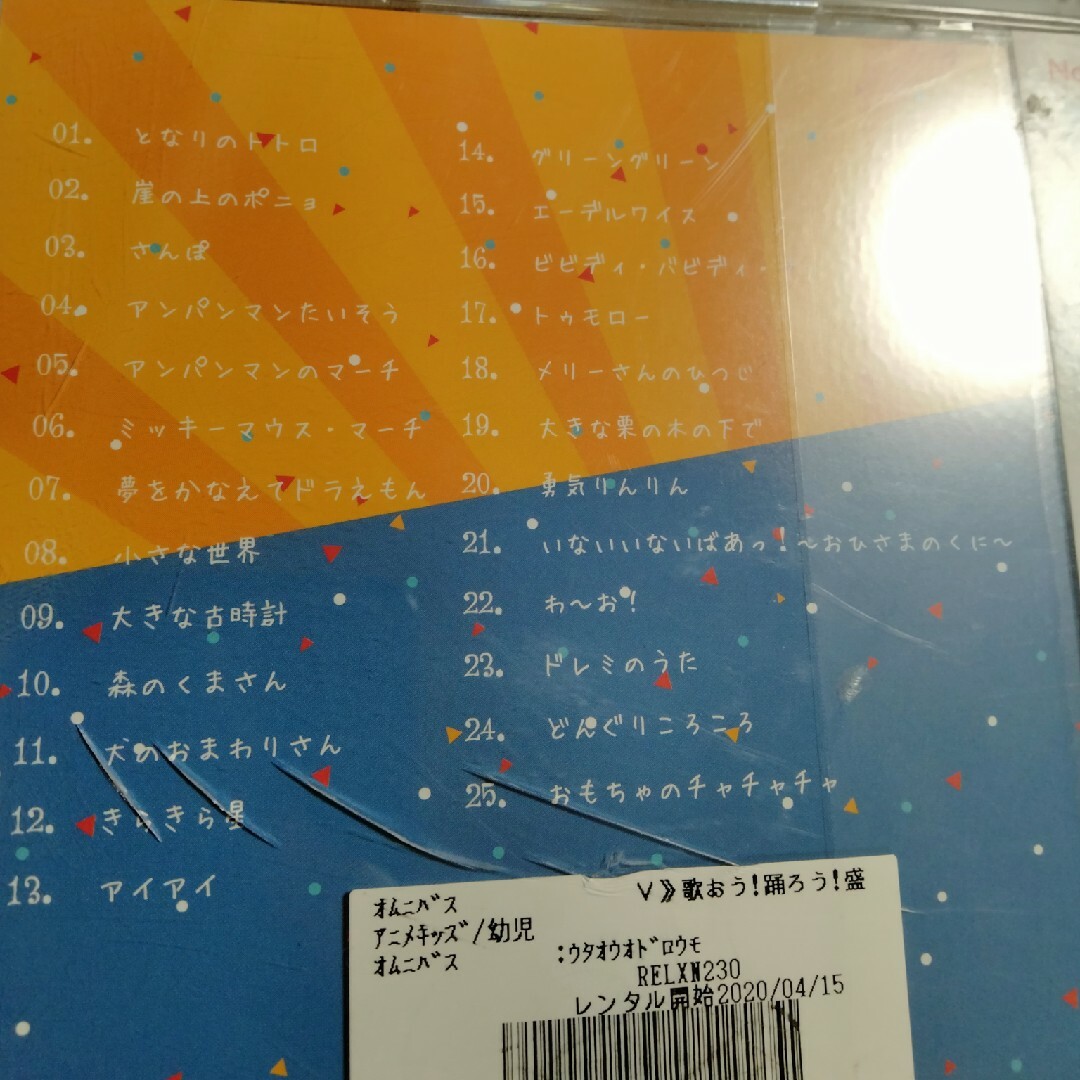 01. となりのトトロ
02. 崖の上のポニョ
03. さんぽ
04. アンパンマンたいそう
05. アンパンマンのマーチ
06. ミッキーマウス・マーチ
07. 夢をかなえてドラえもん
08. 小さな世界
09. 大きな古時計
10. 森のくまさん
11. 犬のおまわりさん
12. きらきら星
13. アイアイ
14. グリーングリーン
15. エーデルワイス
16. ビビディ・バビディ・
17. トゥモロー
18. メリーさんのひつじ
19. 大きな栗の木の下で
20. 勇気りんりん
21. いないいないばあっ!〜おひさまのくに〜
22. わ〜お!
23. ドレミのうた
24. どんぐりころころ
25. おもちゃのチャチャチャ
ｵﾑﾆﾊﾞｽ
V》歌おう!踊ろう!盛
ｱﾆﾒｷｯｽﾞ/幼児
ｵﾑﾆﾊﾞｽ
:ｳﾀｵｳｵﾄﾞﾛｳﾓ
RELXN230
レンタル開始2020/04/15